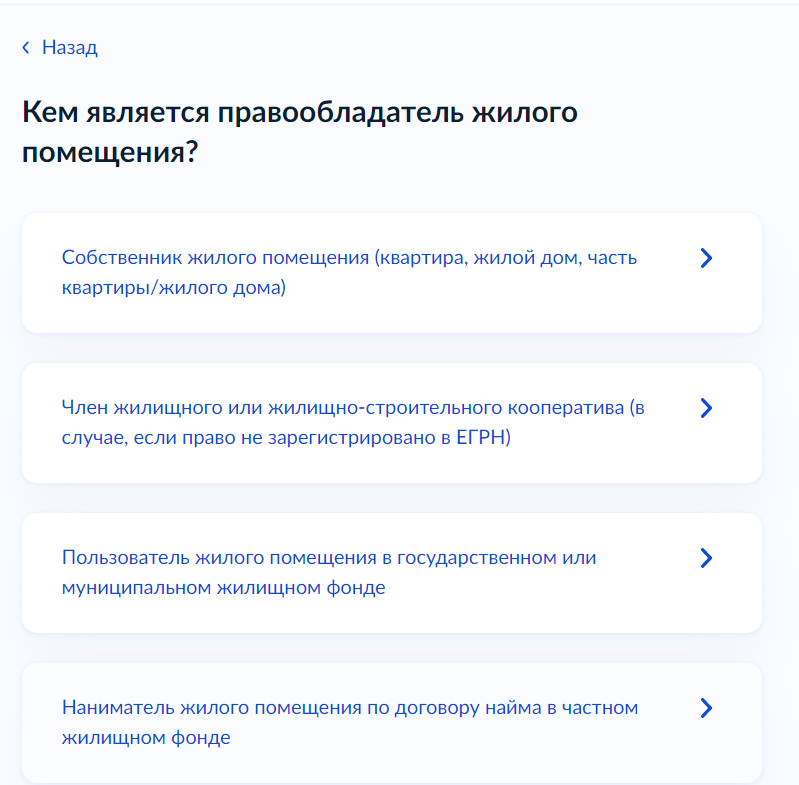 Назад
Кем является правообладатель жилого
помещения?
Собственник жилого помещения (квартира, жилой дом, часть
квартиры/жилого дома)
Член жилищного или жилищно-строительного кооператива (в
случае, если право не зарегистрировано в ЕГРН)
Пользователь жилого помещения в государственном или
муниципальном жилищном фонде
Наниматель жилого помещения по договору найма в частном
жилищном фонде